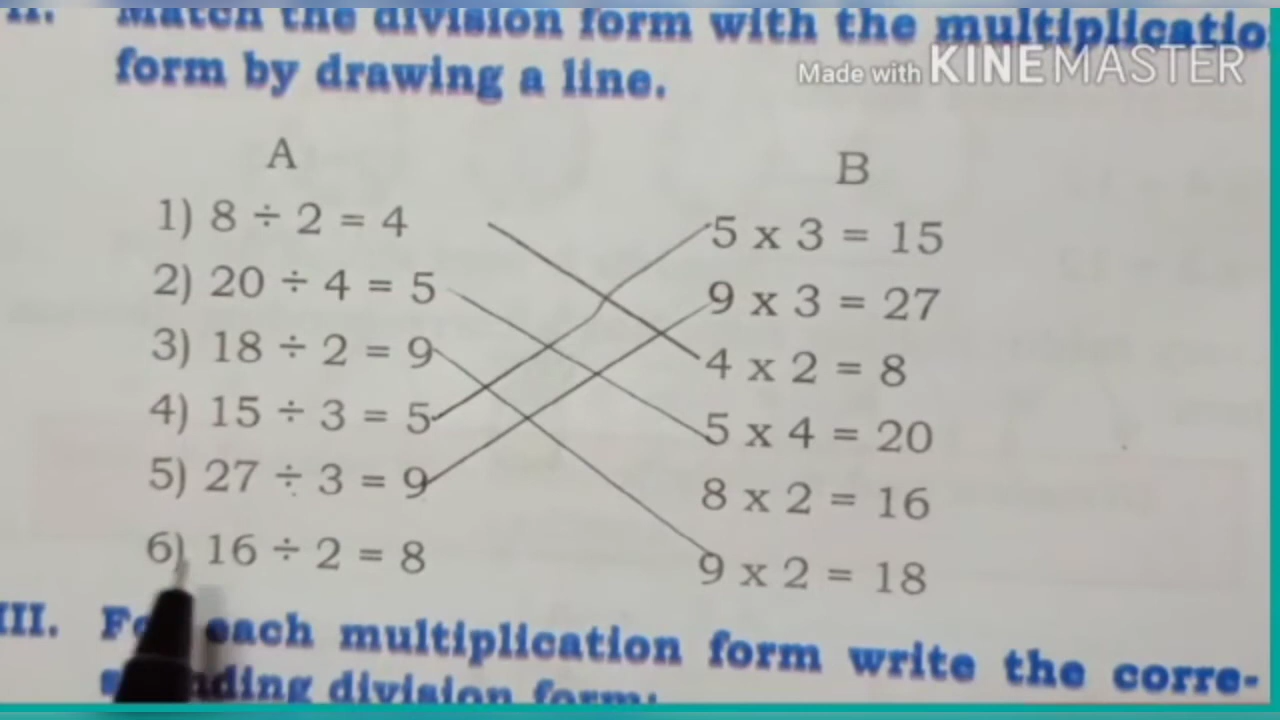 II. Match the division form with the multiplicatio
form by drawing a line.
Made with KINEMASTER
A
B
1) 8 ÷ 2 = 4
5 x 3 = 15
2) 20 ÷ 4 = 5
9 x 3 = 27
3) 18 ÷ 2 = 9
4 x 2 = 8
4) 15 ÷ 3 = 5
5 x 4 = 20
5) 27 ÷ 3 = 9
8 x 2 = 16
6) 16 ÷ 2 = 8
9 x 2 = 18
III. For each multiplication form write the corre-
division form: